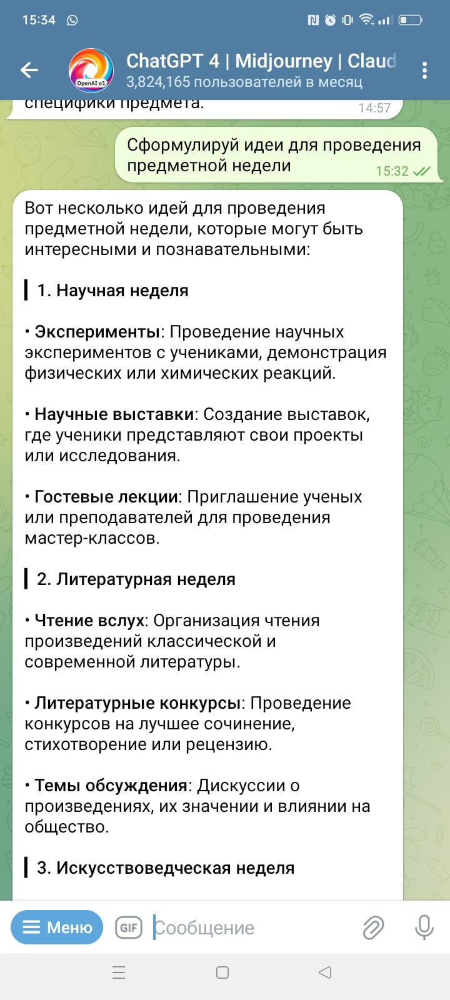 15:34
ChatGPT 4 | Midjourney | Claud
OpenAI o1
3,824,165 пользователей в месяц
специфики предмета.
14:57
Сформулируй идеи для проведения
предметной недели
15:32
Вот несколько идей для проведения
предметной недели, которые могут быть
интересными и познавательными:
1. Научная неделя
• Эксперименты: Проведение научных
экспериментов с учениками, демонстрация
физических или химических реакций.
• Научные выставки: Создание выставок,
где ученики представляют свои проекты
или исследования.
• Гостевые лекции: Приглашение ученых
или преподавателей для проведения
мастер-классов.
2. Литературная неделя
• Чтение вслух: Организация чтения
произведений классической и
современной литературы.
• Литературные конкурсы: Проведение
конкурсов на лучшее сочинение,
стихотворение или рецензию.
• Темы обсуждения: Дискуссии о
произведениях, их значении и влиянии на
общество.
3. Искусствоведческая неделя
Меню
GIF
Сообщение